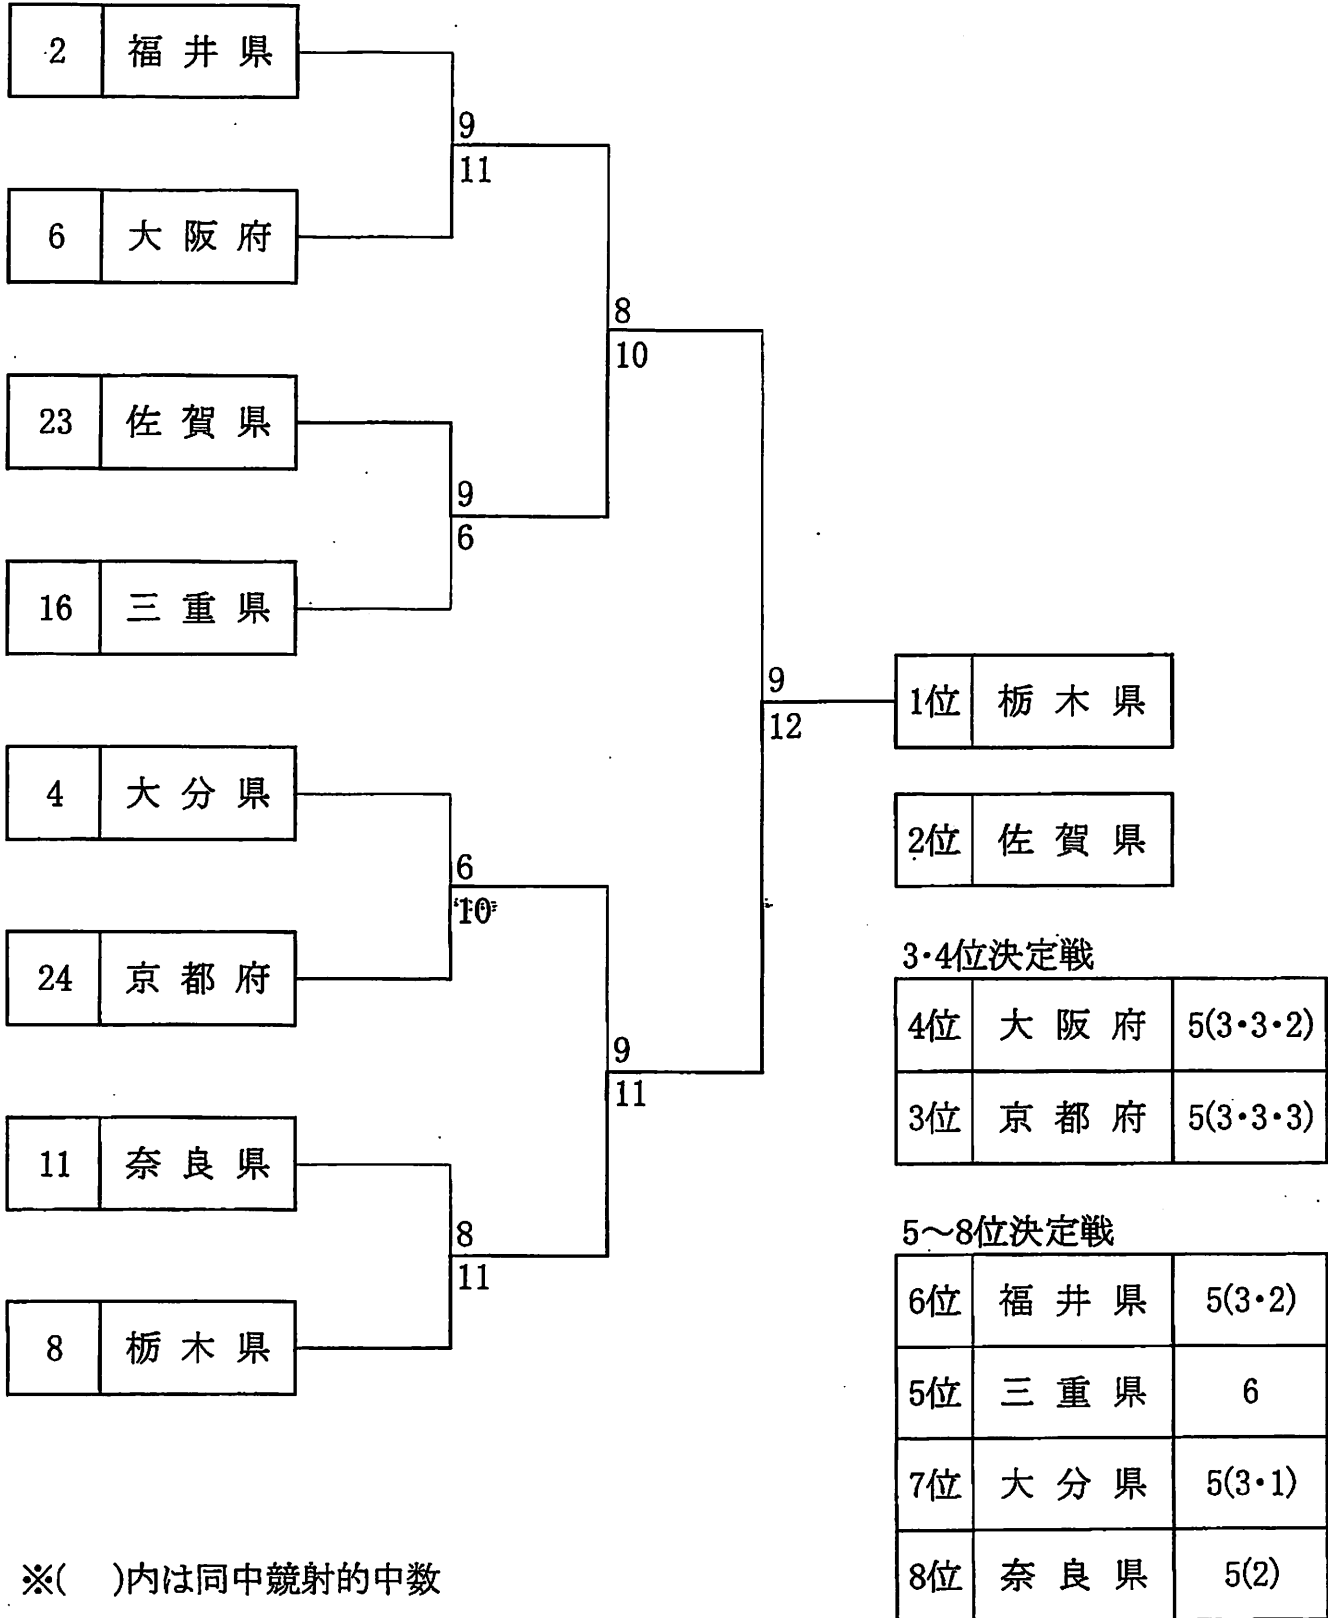 2 福井県
9
11
6 大阪府
8
10
23 佐賀県
9
6
16 三重県
9
12
1位 栃木県
4 大分県
2位 佐賀県
6
10
3・4位決定戦
24 京都府
4位 大阪府 5(3・3・2)
9
11
3位 京都府 5(3・3・3)
11 奈良県
8
11
5～8位決定戦
6位 福井県 5(3・2)
8 栃木県
5位 三重県 6
7位 大分県 5(3・1)
8位 奈良県 5(2)
※( )内は同中競射的中数